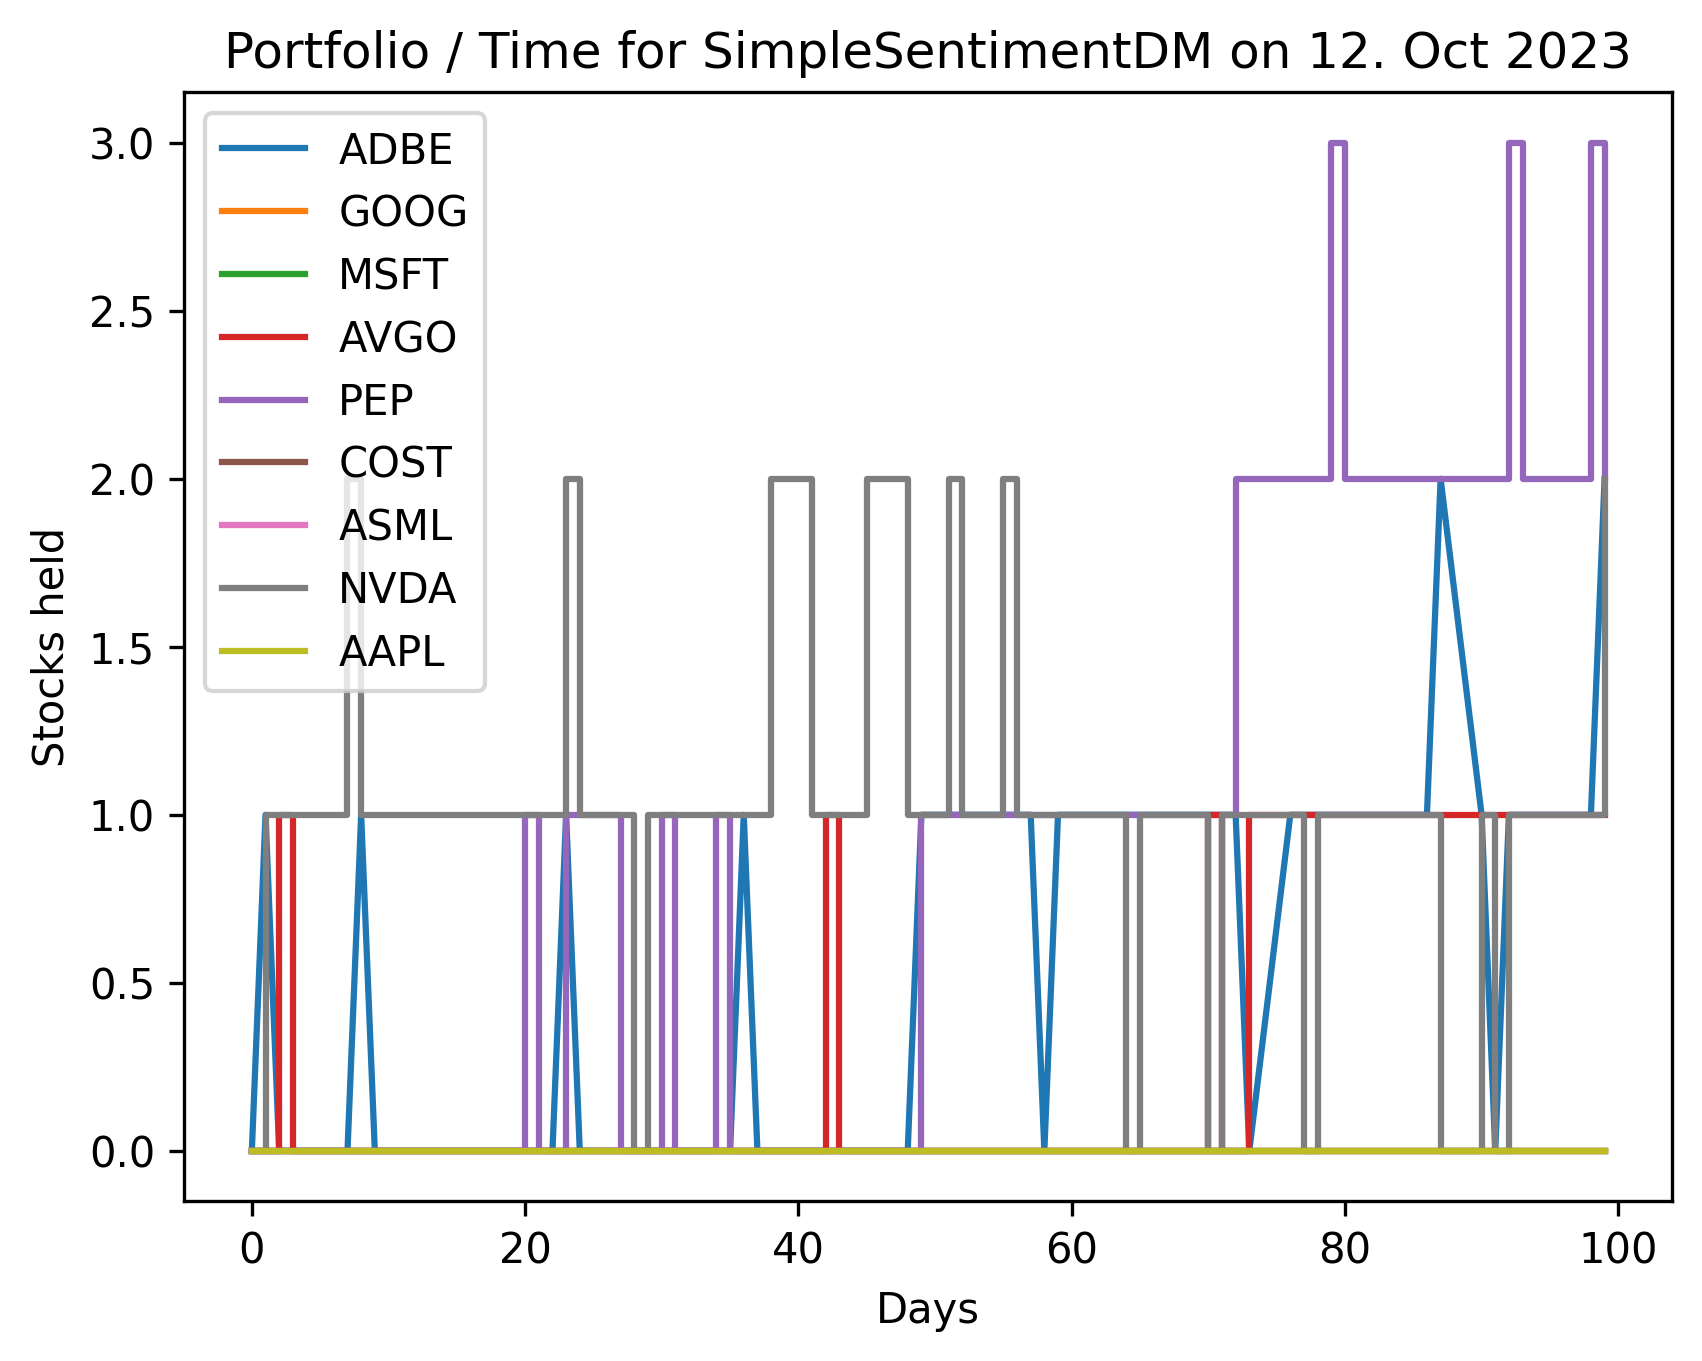 Portfolio / Time for SimpleSentimentDM on 12. Oct 2023
ADBE
GOOG
MSFT
AVGO
PEP
COST
ASML
NVDA
AAPL
3.0
2.5
2.0
1.5
1.0
0.5
0.0
Stocks held
0 20 40 60 80 100
Days